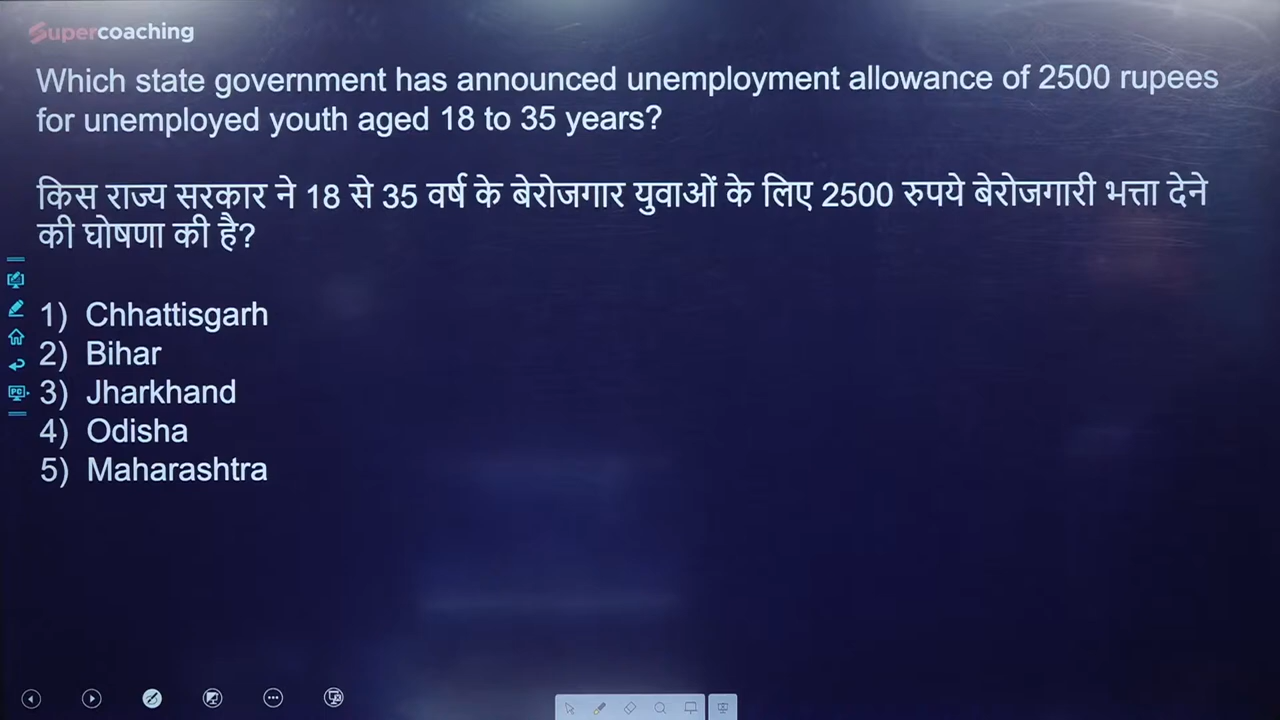 Supercoaching
Which state government has announced unemployment allowance of 2500 rupees
for unemployed youth aged 18 to 35 years?
किस राज्य सरकार ने 18 से 35 वर्ष के बेरोजगार युवाओं के लिए 2500 रुपये बेरोजगारी भत्ता देने
की घोषणा की है?
1) Chhattisgarh
2) Bihar
3) Jharkhand
4) Odisha
5) Maharashtra
PC